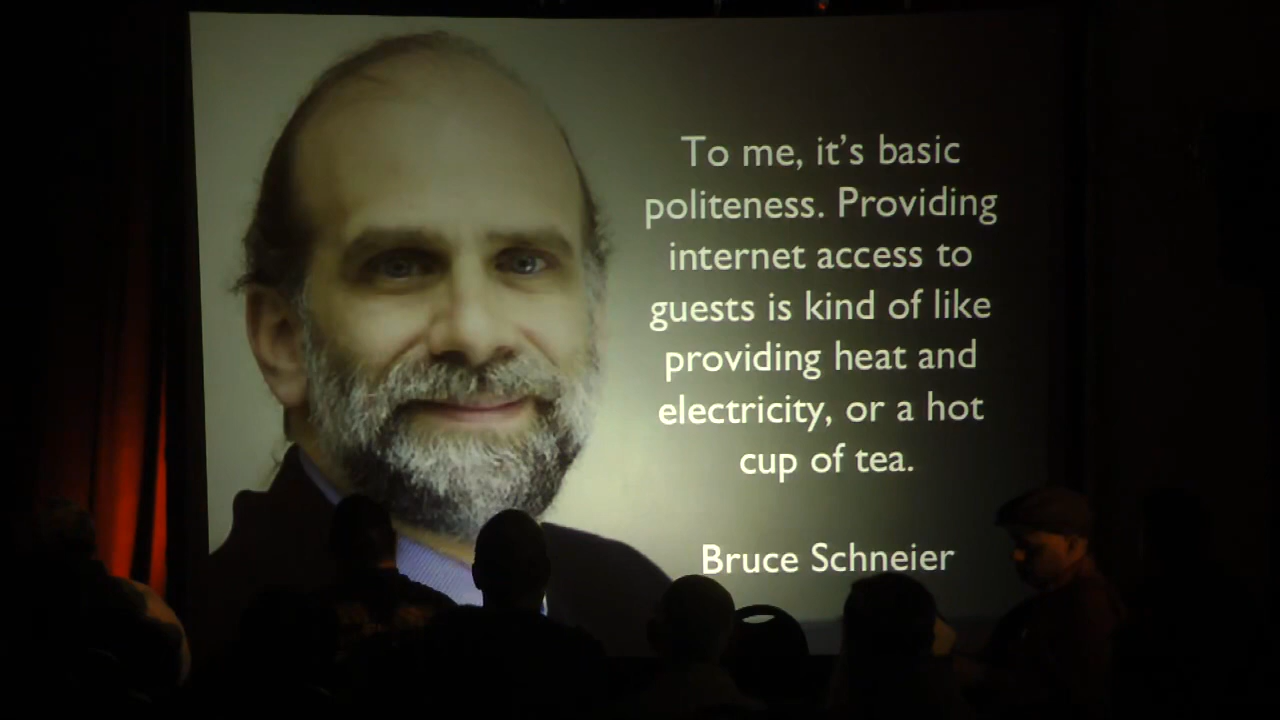 To me, it's basic
politeness. Providing
internet access to
guests is kind of like
providing heat and
electricity, or a hot
cup of tea.
Bruce Schneier